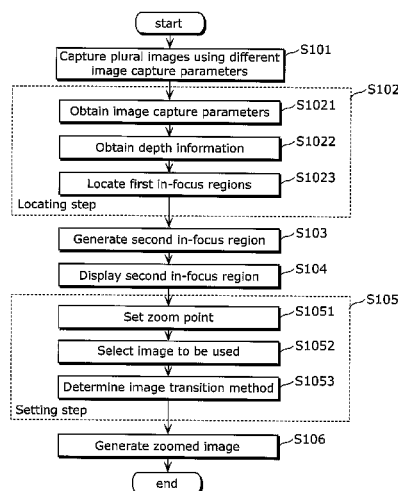 start
Capture plural images using different
image capture parameters
S101
S102
Obtain image capture parameters
S1021
Obtain depth information
S1022
Locate first in-focus regions
S1023
Locating step
Generate second in-focus region
S103
Display second in-focus region
S104
S105
Set zoom point
S1051
Select image to be used
S1052
Determine image transition method
S1053
Setting step
Generate zoomed image
S106
end